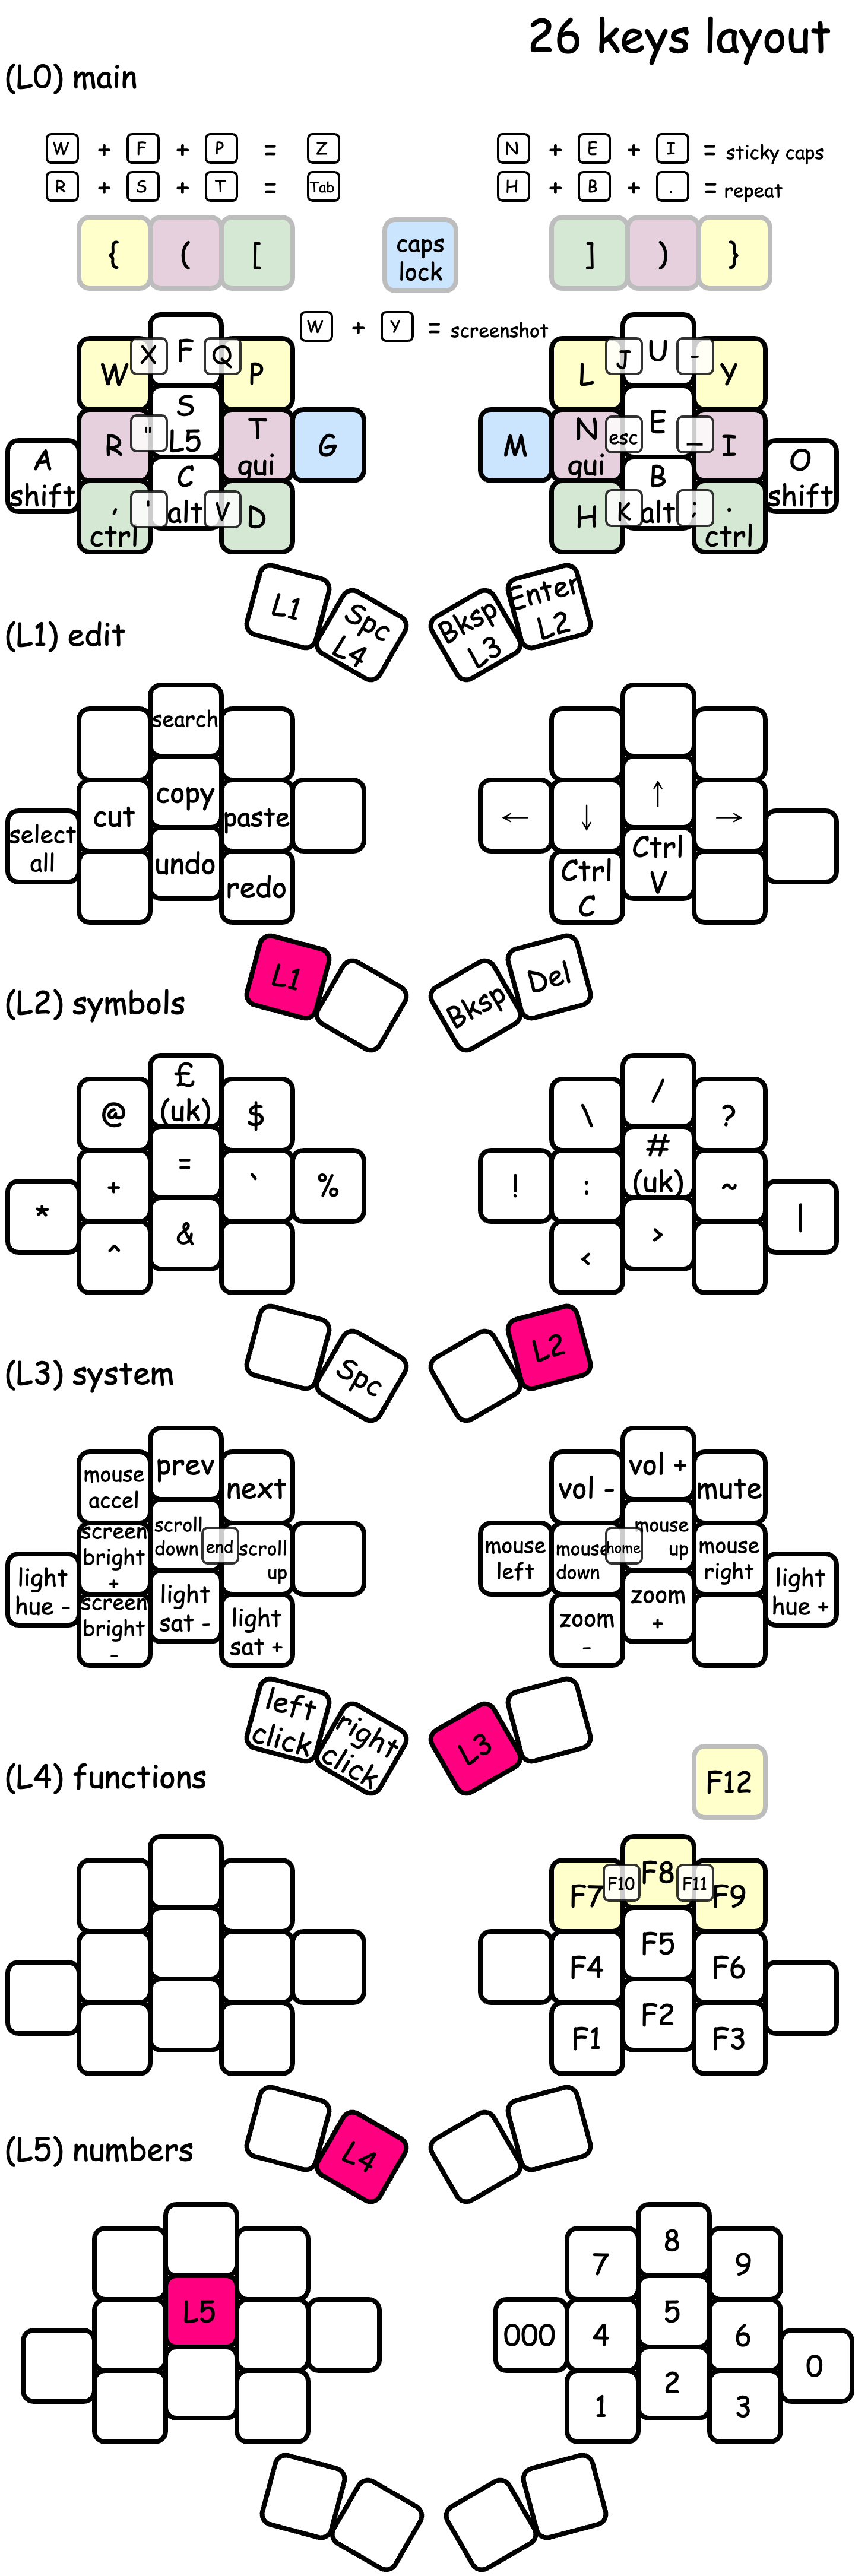 26 keys layout
(L0) main
W + F + P = Z
N + E + I = sticky caps
R + S + T = Tab
H + B + . = repeat
{ ( [
caps
lock
] ) }
W + Y = screenshot
W X F Q P
L J U - Y
A
shift
R " S
L5
T
gui
G
M
N
gui
esc E _ I
O
shift
,
ctrl
' C
alt
V D
H K B
alt
; .
ctrl
L1
Spc
L4
Bksp
L3
Enter
L2
(L1) edit
search
select
all
cut
copy
paste
← ↓ ↑ →
undo
redo
Ctrl
C
Ctrl
V
L1
Bksp
Del
(L2) symbols
@
£
(uk)
$
\ / ?
* + = ` %
! :
#
(uk)
~ |
^ &
< >
Spc
L2
(L3) system
mouse
accel
prev
next
vol -
vol +
mute
light
hue -
screen
bright
+
scroll
down
end
scroll
up
mouse
left
mouse
down
home
mouse
up
mouse
right
light
hue +
screen
bright
-
light
sat -
light
sat +
zoom
-
zoom
+
left
click
right
click
L3
(L4) functions
F12
F7 F10 F8 F11 F9
F4 F5 F6
F1 F2 F3
L4
(L5) numbers
7 8 9
L5
000 4 5 6 0
1 2 3